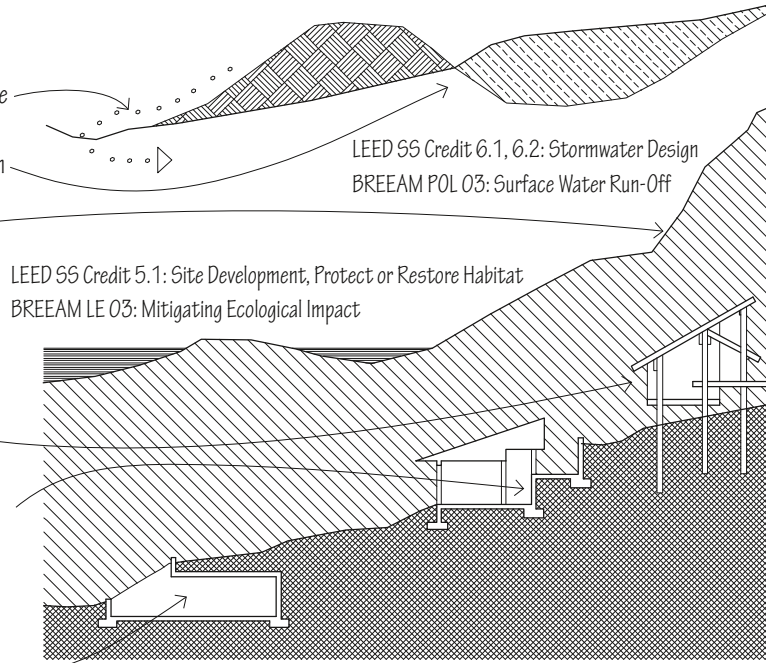 LEED SS Credit 6.1, 6.2: Stormwater Design
BREEAM POL 03: Surface Water Run-Off
LEED SS Credit 5.1: Site Development, Protect or Restore Habitat
BREEAM LE 03: Mitigating Ecological Impact